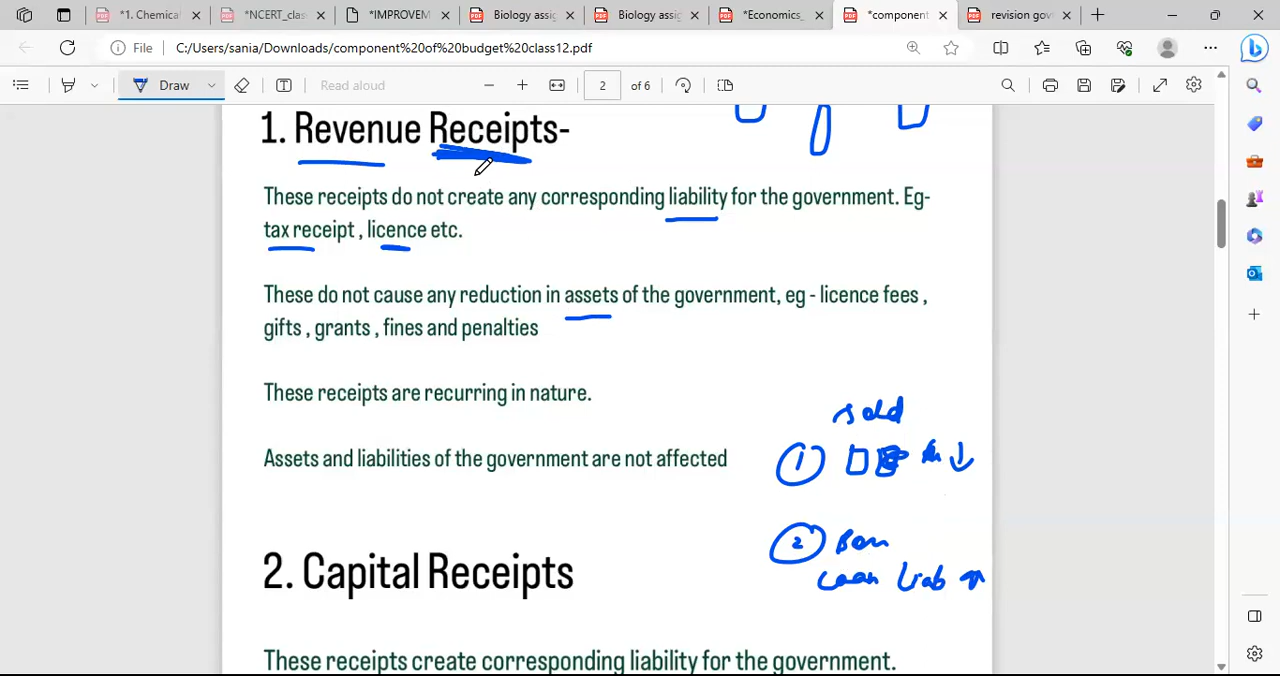 *1. Chemica
*NCERT_clas
*IMPROVEM
Biology assig
Biology assig
*Economics_
*component
revision gov
File
C:/Users/sania/Downloads/component%20of%20budget%20class12.pdf
Draw
Read aloud
2
of 6
1. Revenue Receipts-
These receipts do not create any corresponding liability for the government. Eg-
tax receipt , licence etc.
These do not cause any reduction in assets of the government, eg - licence fees ,
gifts , grants , fines and penalties
These receipts are recurring in nature.
sold
Assets and liabilities of the government are not affected
1
2
2. Capital Receipts
Loan Liab ↑
These receipts create corresponding liability for the government.